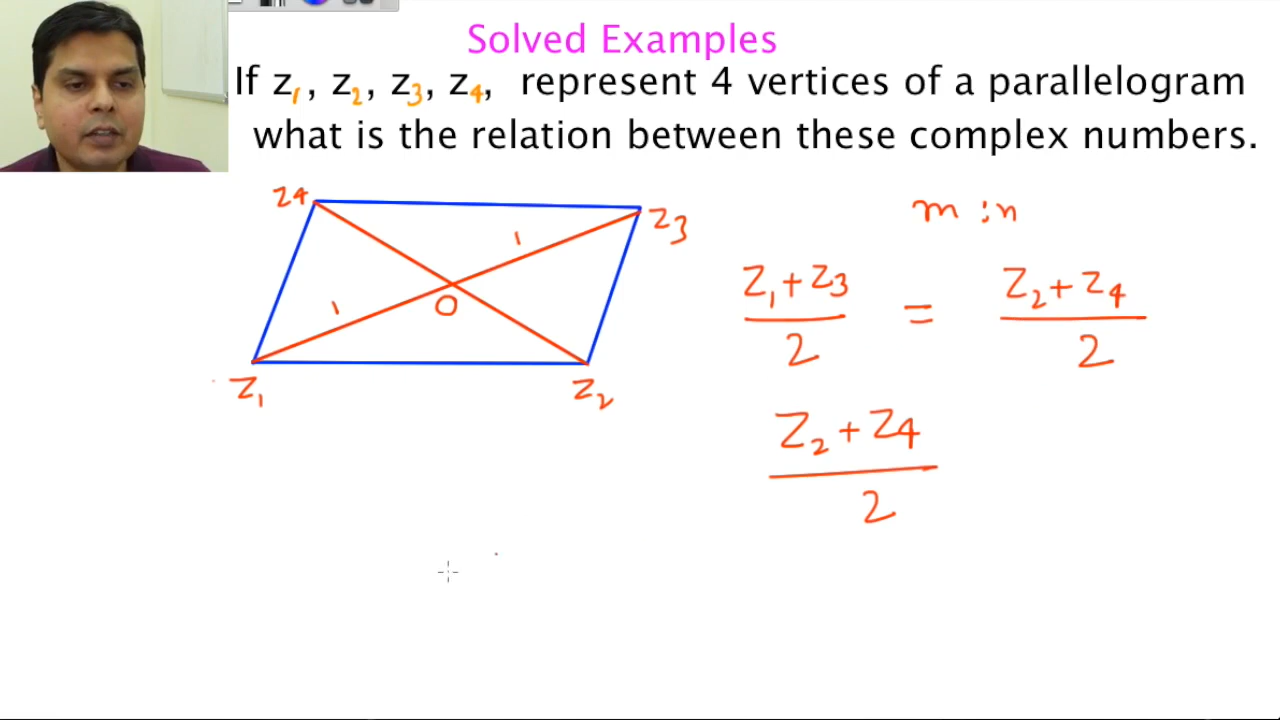 Solved Examples
If z1, z2, z3, z4, represent 4 vertices of a parallelogram
what is the relation between these complex numbers.
z4
z3
m : n
1
1
O
z1 + z3 / 2 = z2 + z4 / 2
z1
z2
z2 + z4 / 2